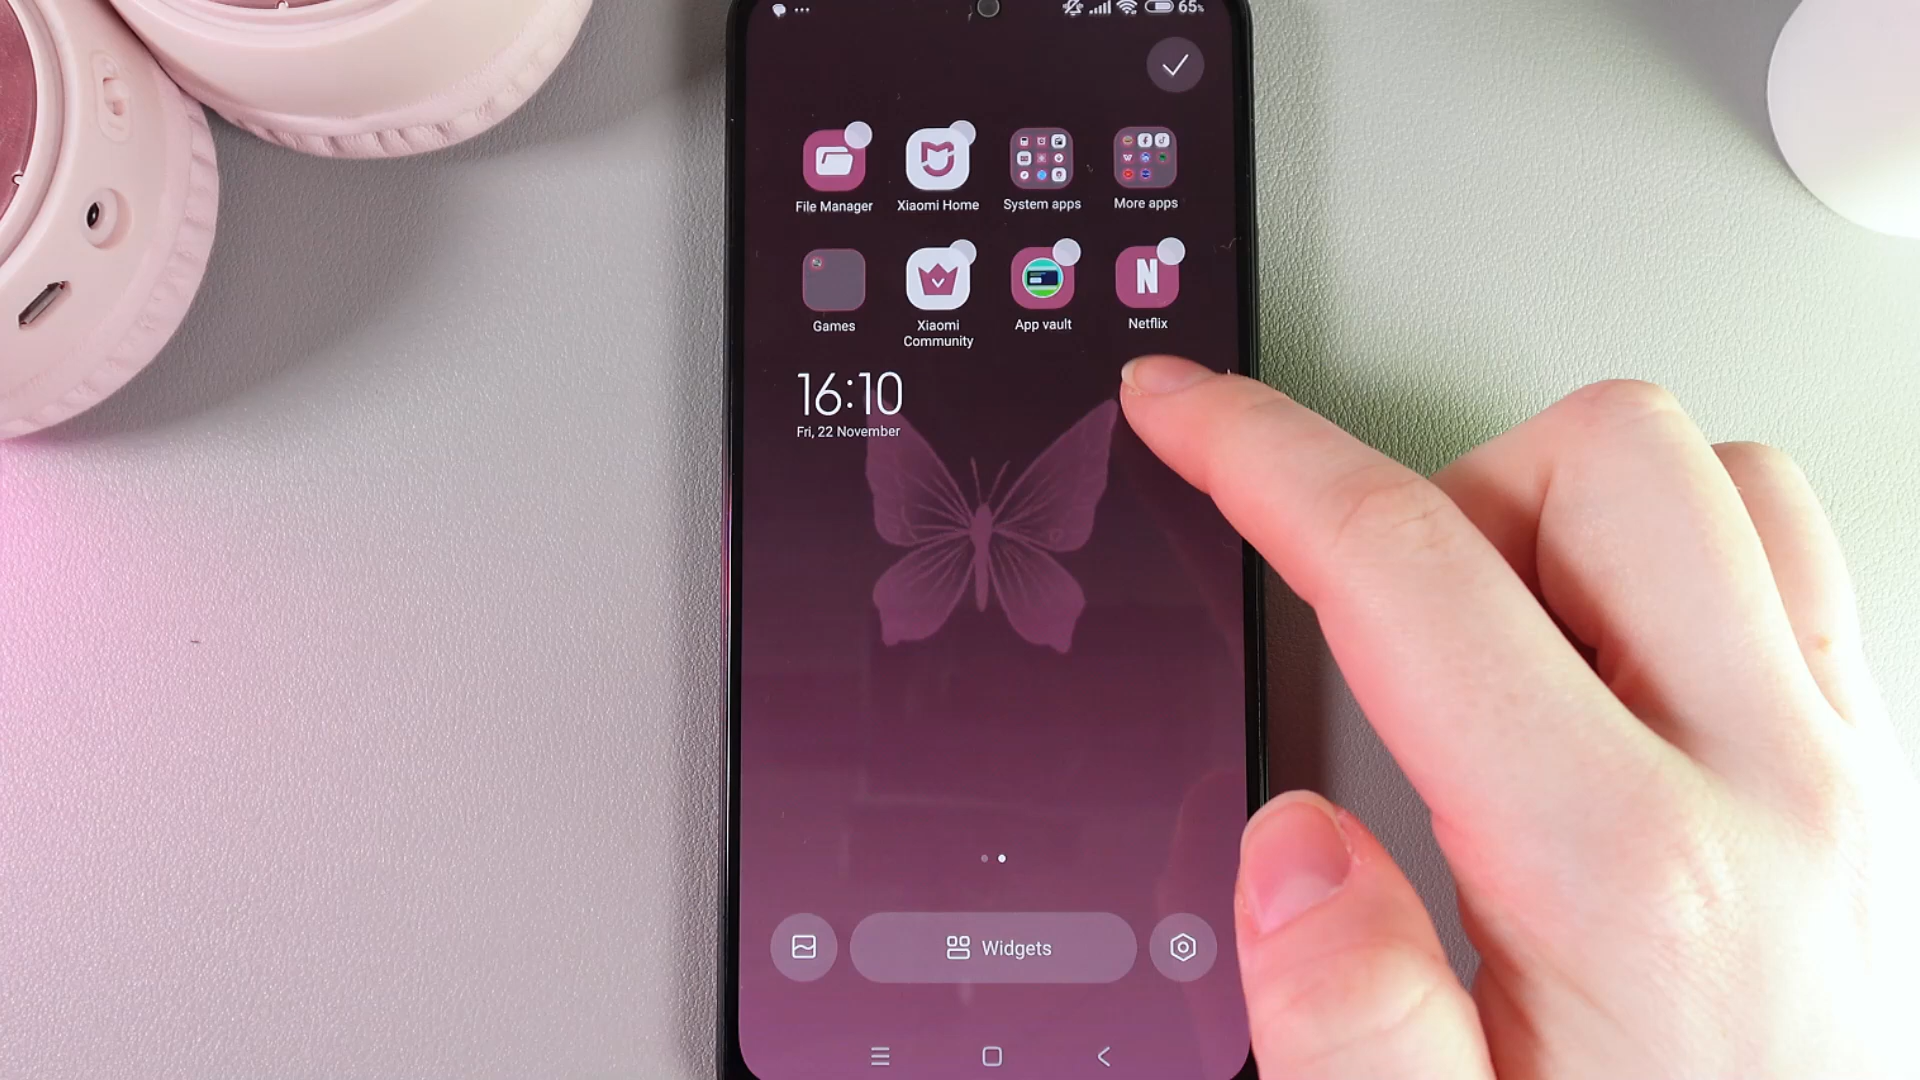 65%
File Manager
Xiaomi Home
System apps
More apps
Games
Xiaomi
Community
App vault
N
Netflix
16:10
Fri, 22 November
Widgets